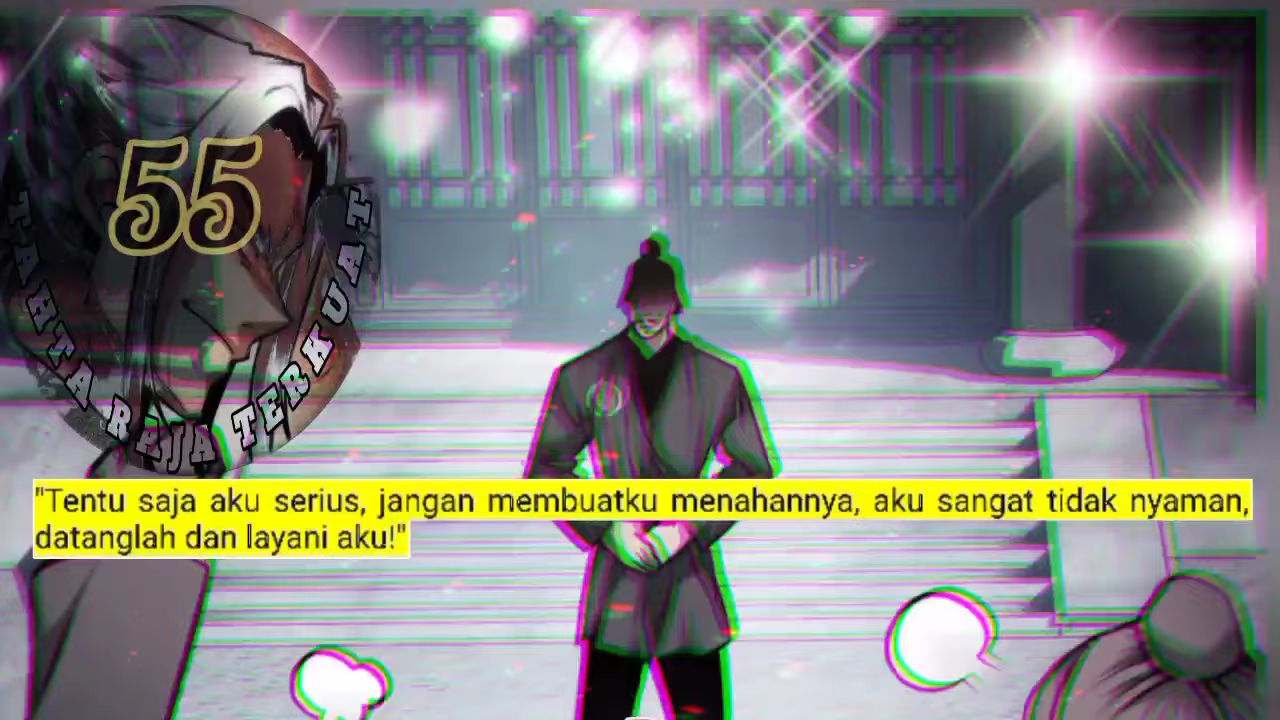 55
TAHTA RAJA TERKUAT
"Tentu saja aku serius, jangan membuatku menahannya, aku sangat tidak nyaman,
datanglah dan layani aku!"